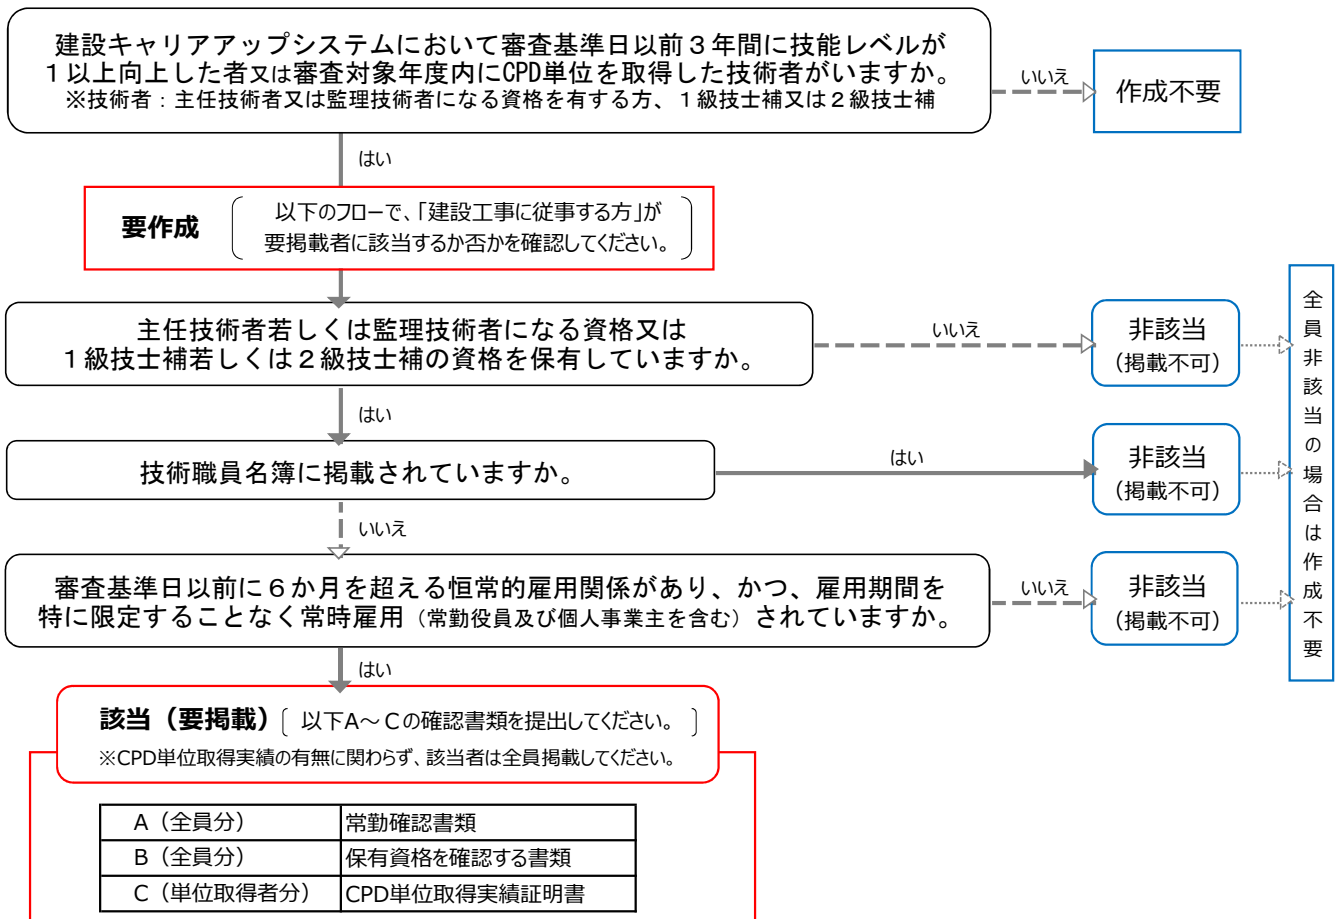 建設キャリアアップシステムにおいて審査基準日以前３年間に技能レベルが
１以上向上した者又は審査対象年度内にCPD単位を取得した技術者がいますか。
※技術者：主任技術者又は監理技術者になる資格を有する方、１級技士補又は２級技士補
いいえ
作成不要
はい
要作成
以下のフローで、「建設工事に従事する方」が
要掲載者に該当するか否かを確認してください。
主任技術者若しくは監理技術者になる資格又は
１級技士補若しくは２級技士補の資格を保有していますか。
いいえ
非該当
（掲載不可）
はい
技術職員名簿に掲載されていますか。
はい
非該当
（掲載不可）
いいえ
審査基準日以前に６か月を超える恒常的雇用関係があり、かつ、雇用期間を
特に限定することなく常時雇用（常勤役員及び個人事業主を含む）されていますか。
いいえ
非該当
（掲載不可）
全員非該当の場合は作成不要
はい
該当（要掲載）〔 以下A～Cの確認書類を提出してください。 〕
※CPD単位取得実績の有無に関わらず、該当者は全員掲載してください。
A（全員分） 常勤確認書類
B（全員分） 保有資格を確認する書類
C（単位取得者分） CPD単位取得実績証明書